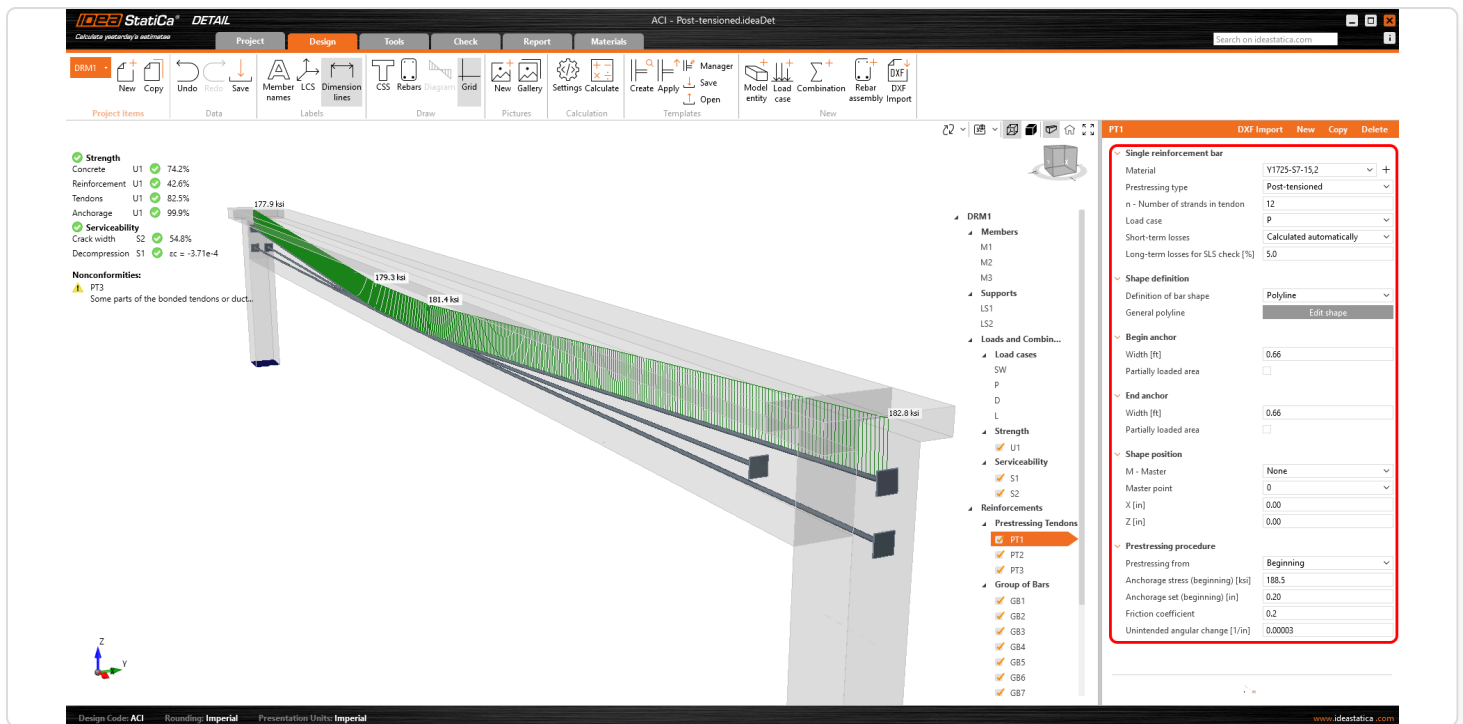 IDEA StatiCa® DETAIL
Calculate yesterday's estimates
ACI - Post-tensioned.ideaDet
Project Design Tools Check Report Materials
Search on ideastatica.com
DRM1
New Copy
Undo Redo Save
Member names LCS Dimension lines
CSS Rebars Diagram Grid
New Gallery
Settings Calculate
Create Apply Manager Save Open
Model entity Load case Combination Rebar assembly DXF Import
Project items Data Labels Draw Pictures Calculation Templates New
Strength
Concrete U1 74.2%
Reinforcement U1 42.6%
Tendons U1 82.5%
Anchorage U1 99.9%
Serviceability
Crack width S2 54.8%
Decompression S1 εc = -3.71e-4
Nonconformities:
PT3
Some parts of the bonded tendons or duct...
177.9 ksi
179.3 ksi
181.4 ksi
182.8 ksi
Z
Y
DRM1
Members
M1
M2
M3
Supports
LS1
LS2
Loads and Combin...
Load cases
SW
P
D
L
Strength
U1
Serviceability
S1
S2
Reinforcements
Prestressing Tendons
PT1
PT2
PT3
Group of Bars
GB1
GB2
GB3
GB4
GB5
GB6
GB7
PT1 DXF Import New Copy Delete
Single reinforcement bar
Material Y1725-S7-15,2
Prestressing type Post-tensioned
n - Number of strands in tendon 12
Load case P
Short-term losses Calculated automatically
Long-term losses for SLS check [%] 5.0
Shape definition
Definition of bar shape Polyline
General polyline Edit shape
Begin anchor
Width [ft] 0.66
Partially loaded area
End anchor
Width [ft] 0.66
Partially loaded area
Shape position
M - Master None
Master point 0
X [in] 0.00
Z [in] 0.00
Prestressing procedure
Prestressing from Beginning
Anchorage stress (beginning) [ksi] 188.5
Anchorage set (beginning) [in] 0.20
Friction coefficient 0.2
Unintended angular change [1/in] 0.00003
Design Code: ACI Rounding: Imperial Presentation Units: Imperial
www.ideastatica.com